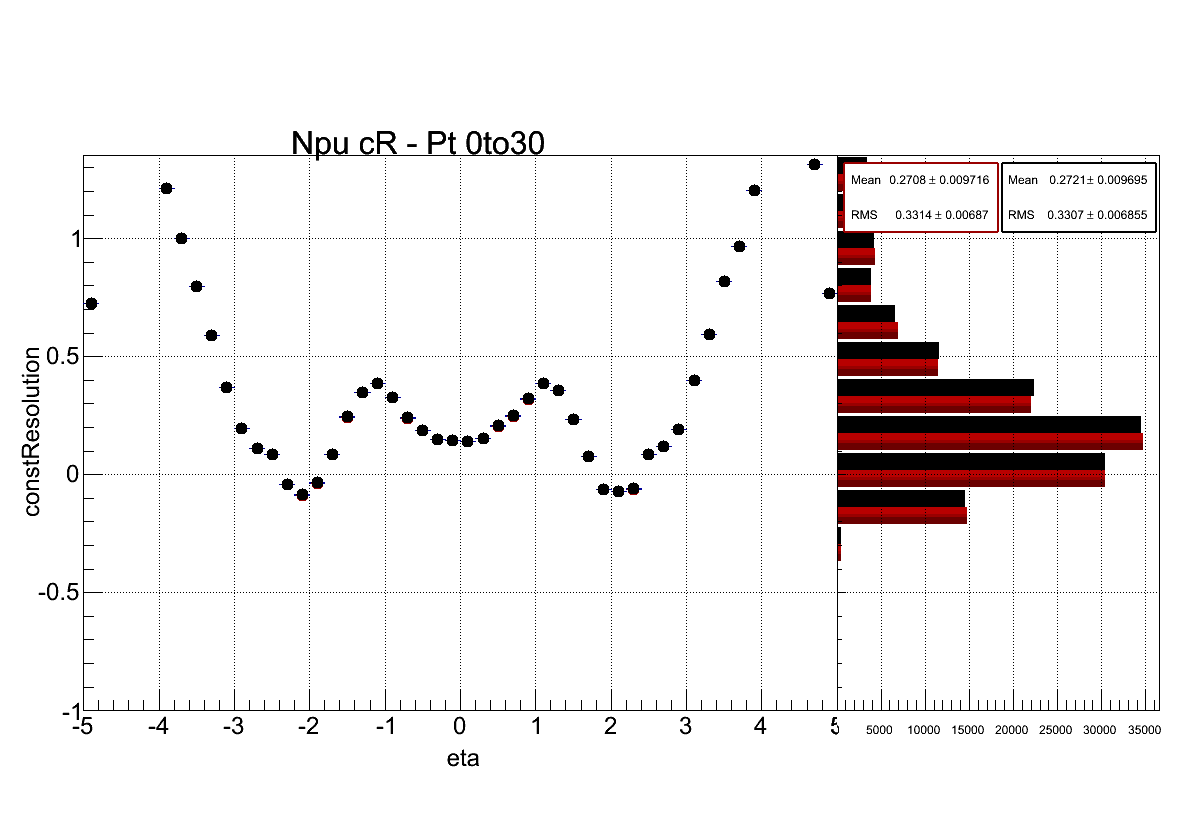 Npu cR - Pt 0to30
Mean 0.2708 ± 0.009716
RMS 0.3314 ± 0.00687
Mean 0.2721± 0.009695
RMS 0.3307 ± 0.006855
constResolution
1
0.5
0
-0.5
-1
-5 -4 -3 -2 -1 0 1 2 3 4
eta
5000 10000 15000 20000 25000 30000 35000